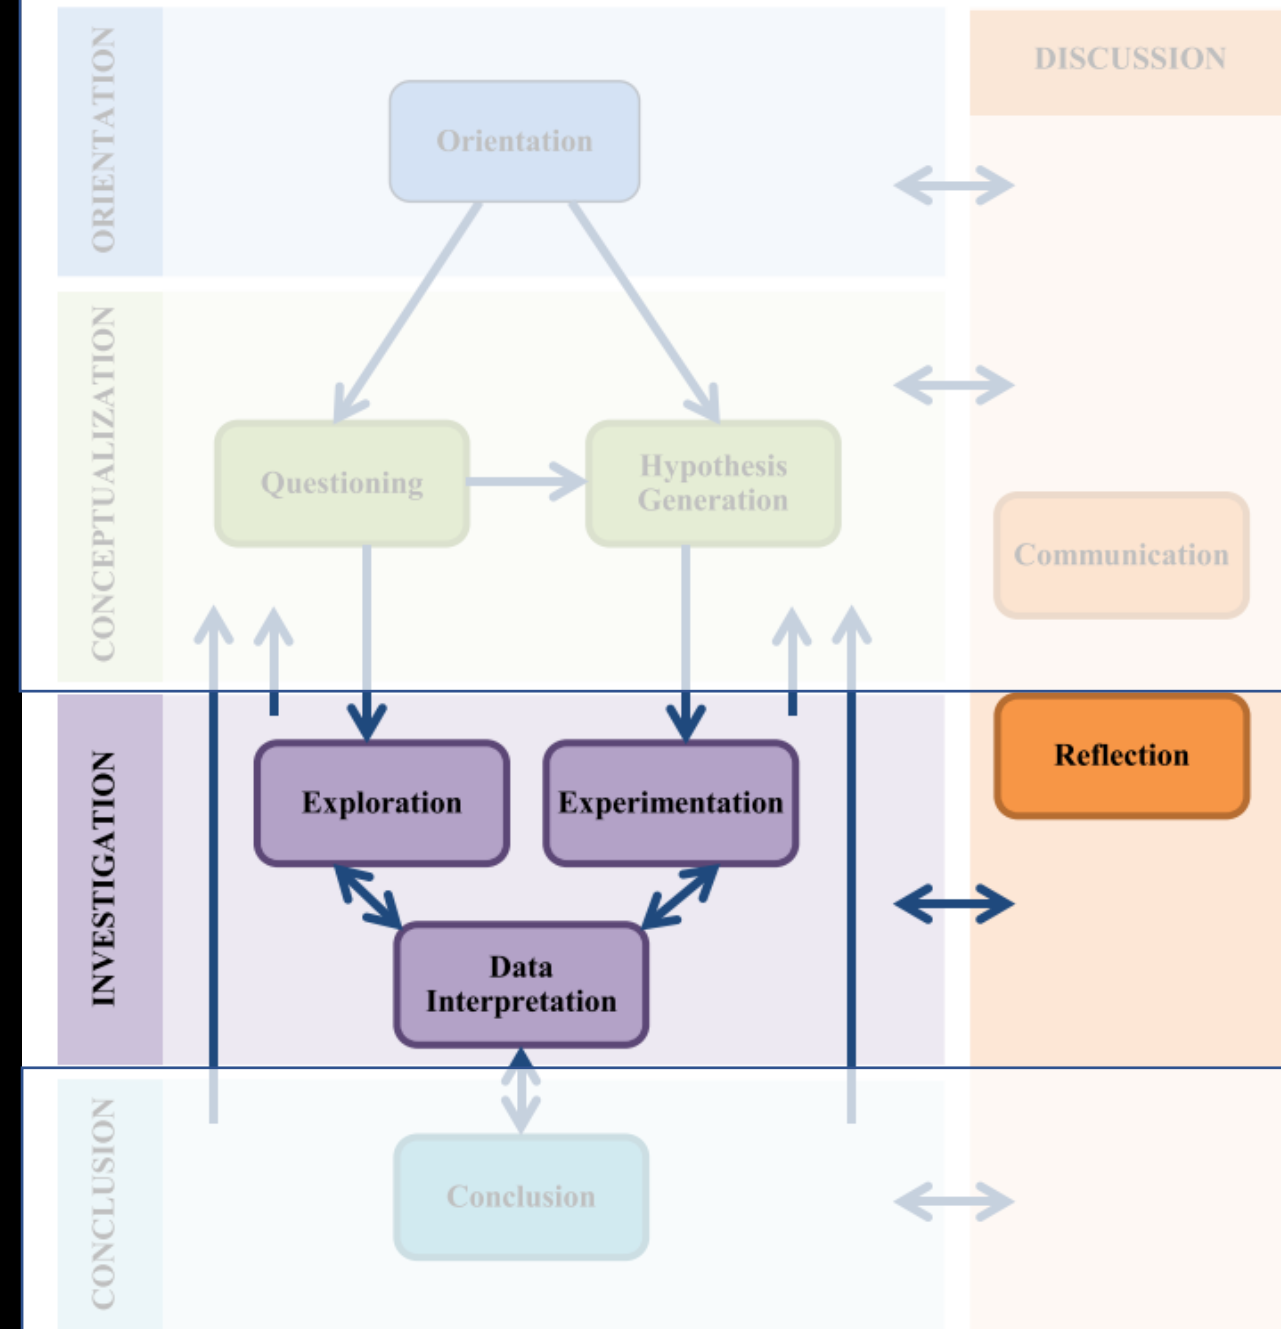 ORIENTATION
Orientation
DISCUSSION
CONCEPTUALIZATION
Questioning
Hypothesis
Generation
Communication
INVESTIGATION
Exploration
Experimentation
Reflection
Data
Interpretation
CONCLUSION
Conclusion